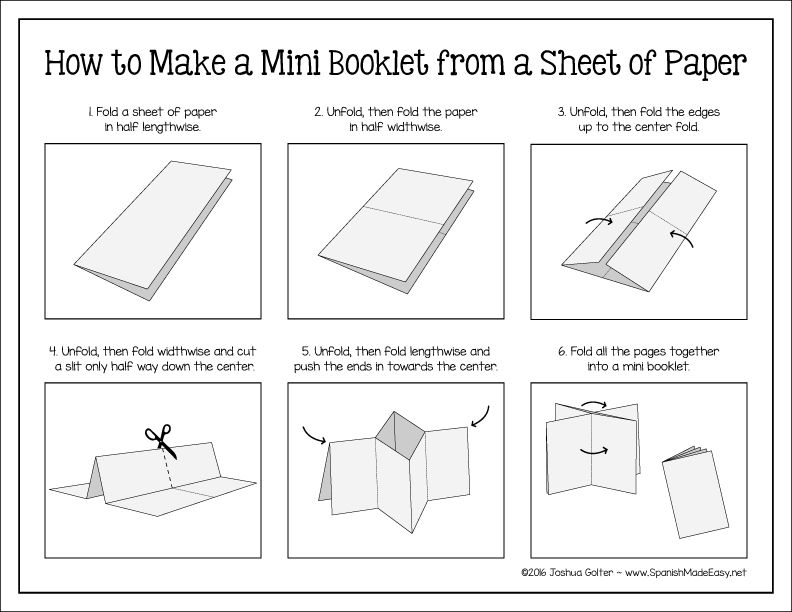 How to Make a Mini Booklet from a Sheet of Paper
1. Fold a sheet of paper
in half lengthwise.
2. Unfold, then fold the paper
in half widthwise.
3. Unfold, then fold the edges
up to the center fold.
4. Unfold, then fold widthwise and cut
a slit only half way down the center.
5. Unfold, then fold lengthwise and
push the ends in towards the center.
6. Fold all the pages together
into a mini booklet.
©2016 Joshua Golter ~ www.SpanishMadeEasy.net